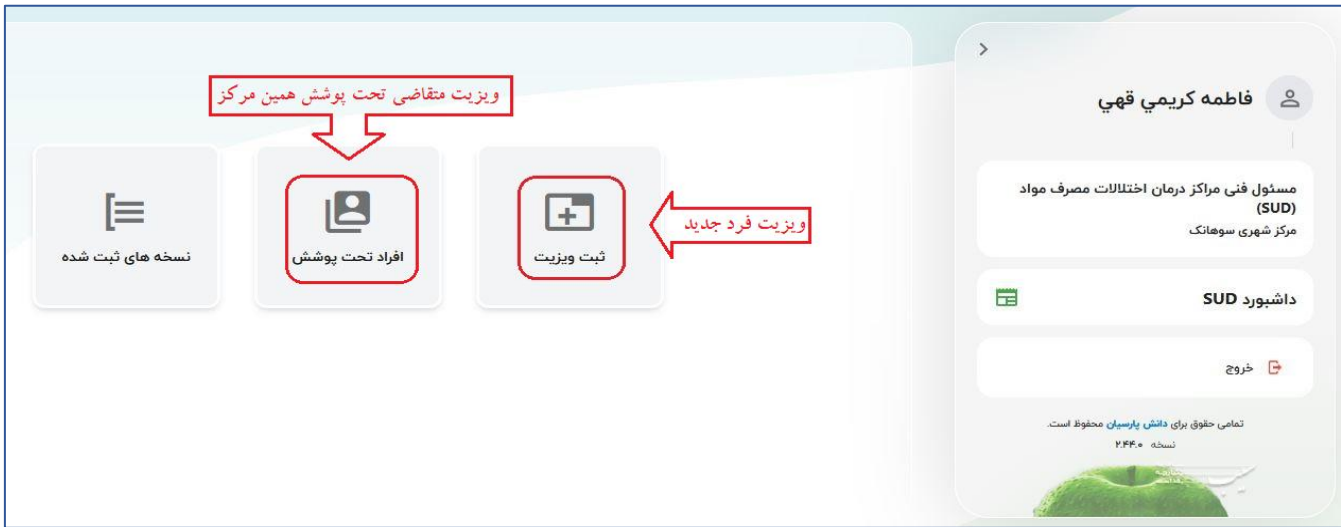 فاطمه کريمي قهي
مسئول فنی مراکز درمان اختلالات مصرف مواد
(SUD)
مرکز شهری سوهانک
داشبورد SUD
خروج
تمامی حقوق برای دانش پارسیان محفوظ است.
نسخه ۲.۴۴.۰
ویزیت متقاضی تحت پوشش همین مرکز
ویزیت فرد جدید
ثبت ویزیت
افراد تحت پوشش
نسخه های ثبت شده